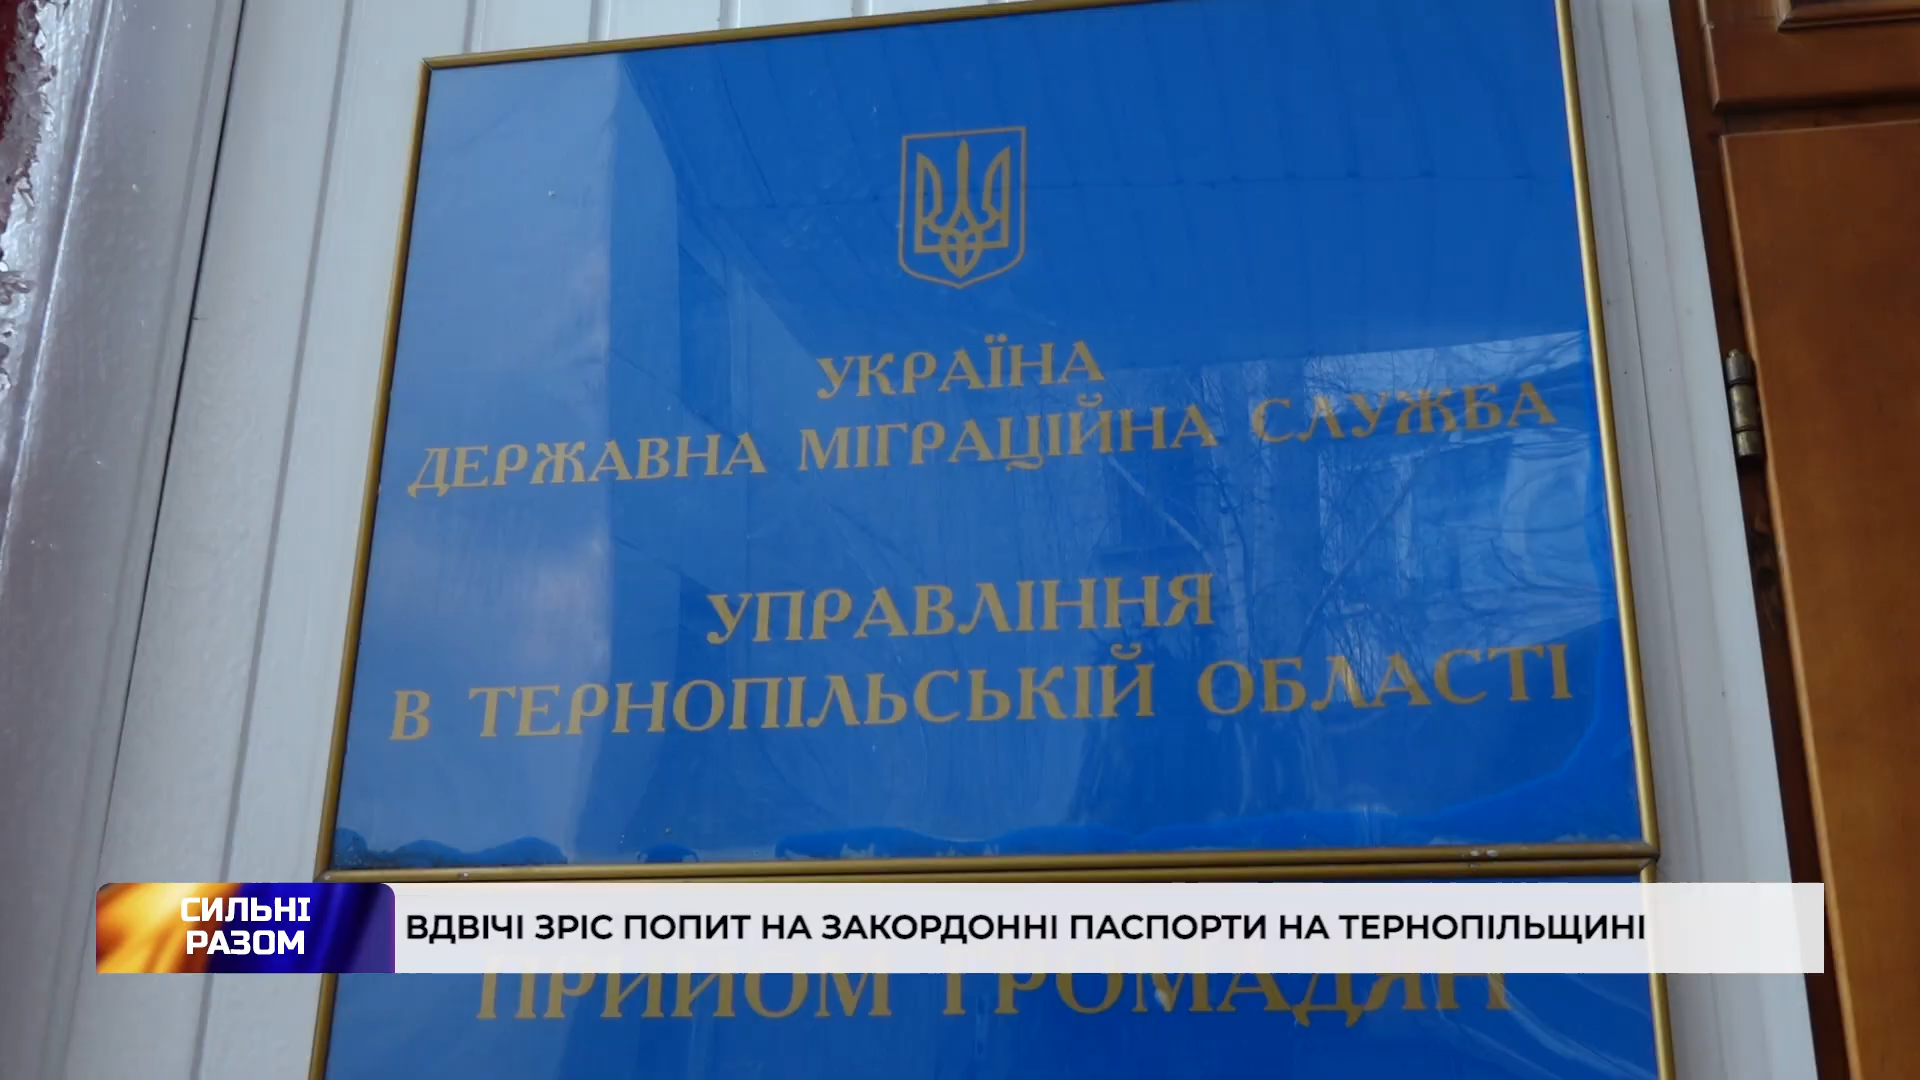 УКРАЇНА
ДЕРЖАВНА МІГРАЦІЙНА СЛУЖБА
УПРАВЛІННЯ
В ТЕРНОПІЛЬСЬКІЙ ОБЛАСТІ
СИЛЬНІ
РАЗОМ
ВДВІЧІ ЗРІС ПОПИТ НА ЗАКОРДОННІ ПАСПОРТИ НА ТЕРНОПІЛЬЩИНІ
ПРИЙОМ ГРОМАДЯН